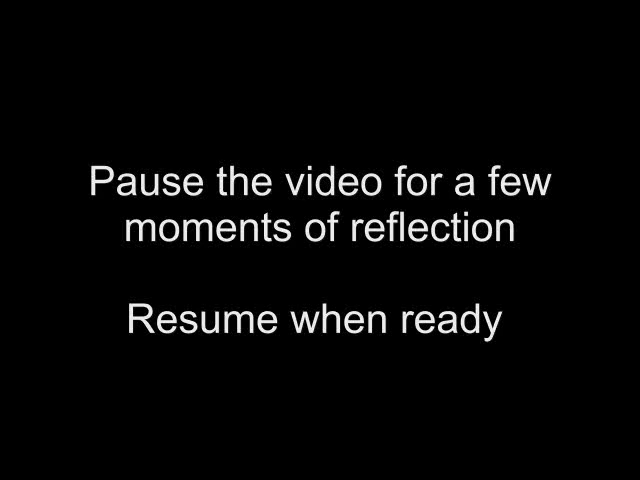 Pause the video for a few
moments of reflection
Resume when ready